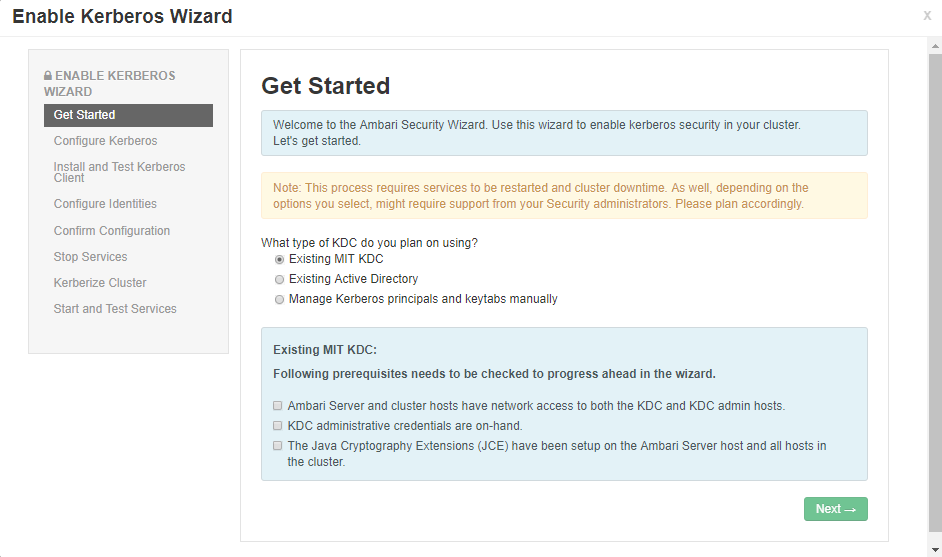 Enable Kerberos Wizard
x
ENABLE KERBEROS
WIZARD
Get Started
Configure Kerberos
Install and Test Kerberos
Client
Configure Identities
Confirm Configuration
Stop Services
Kerberize Cluster
Start and Test Services
Get Started
Welcome to the Ambari Security Wizard. Use this wizard to enable kerberos security in your cluster.
Let's get started.
Note: This process requires services to be restarted and cluster downtime. As well, depending on the
options you select, might require support from your Security administrators. Please plan accordingly.
What type of KDC do you plan on using?
Existing MIT KDC
Existing Active Directory
Manage Kerberos principals and keytabs manually
Existing MIT KDC:
Following prerequisites needs to be checked to progress ahead in the wizard.
Ambari Server and cluster hosts have network access to both the KDC and KDC admin hosts.
KDC administrative credentials are on-hand.
The Java Cryptography Extensions (JCE) have been setup on the Ambari Server host and all hosts in
the cluster.
Next →